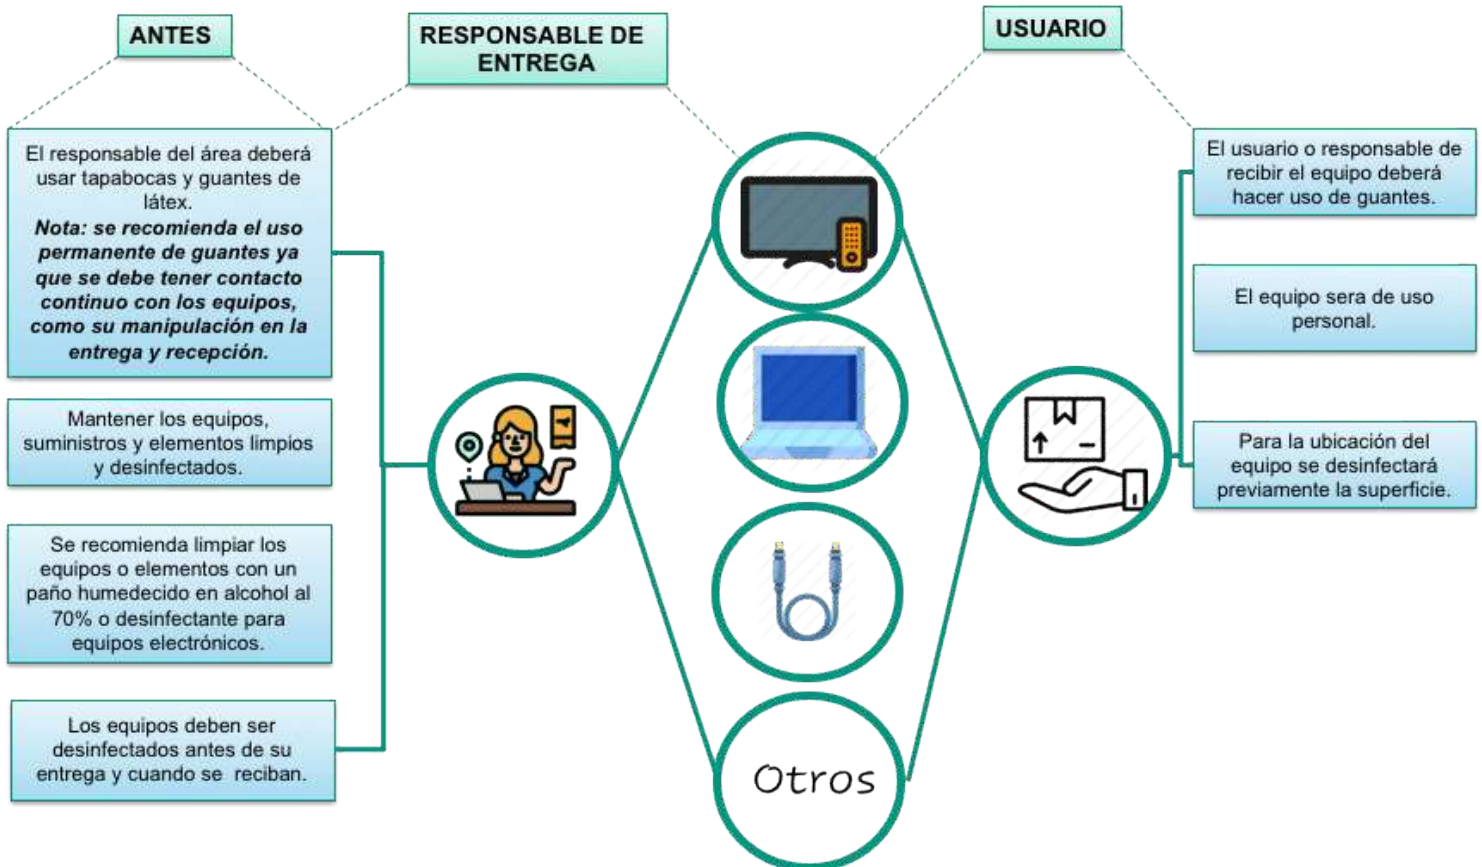 ANTES
RESPONSABLE DE
ENTREGA
USUARIO
El responsable del área deberá
usar tapabocas y guantes de
látex.
Nota: se recomienda el uso
permanente de guantes ya
que se debe tener contacto
continuo con los equipos,
como su manipulación en la
entrega y recepción.
Mantener los equipos,
suministros y elementos limpios
y desinfectados.
Se recomienda limpiar los
equipos o elementos con un
paño humedecido en alcohol al
70% o desinfectante para
equipos electrónicos.
Los equipos deben ser
desinfectados antes de su
entrega y cuando se reciban.
Otros
El usuario o responsable de
recibir el equipo deberá
hacer uso de guantes.
El equipo sera de uso
personal.
Para la ubicación del
equipo se desinfectará
previamente la superficie.